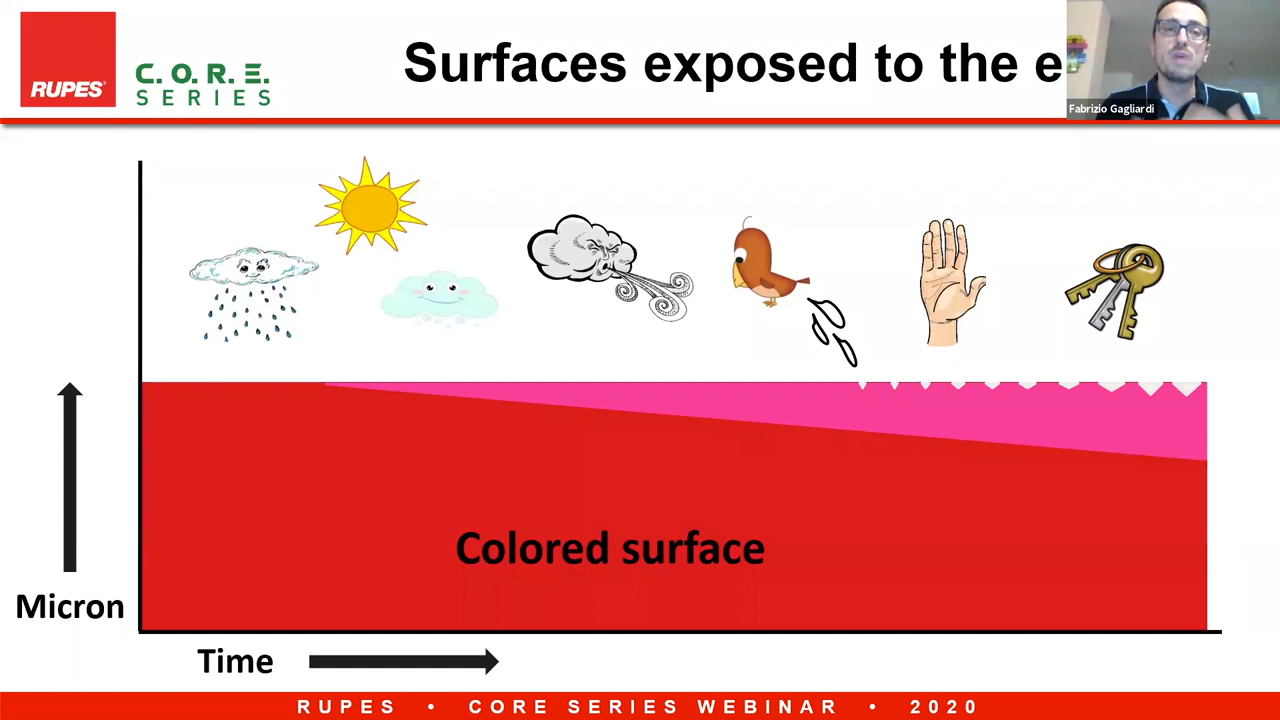 RUPES
C.O.R.E.
SERIES
Surfaces exposed to the e
Fabrizio Gagliardi
Colored surface
Micron
Time
RUPES • CORE SERIES WEBINAR • 2020